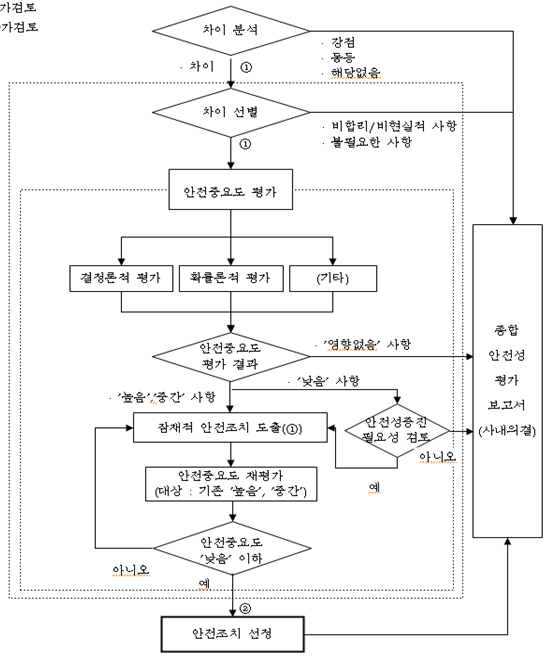 가검토
가검토
차이 분석
· 강점
· 동등
· 해당없음
· 차이 ①
차이 선별
· 비합리/비현실적 사항
· 불필요한 사항
①
안전중요도 평가
결정론적 평가
확률론적 평가
(기타)
종합
안전성
평가
보고서
(사내의결)
안전중요도
평가 결과
· '영향없음' 사항
· '낮음' 사항
· '높음','중간' 사항
안전성증진
필요성 검토
잠재적 안전조치 도출(①)
아니오
예
안전중요도 재평가
(대상 : 기존 '높음', '중간')
안전중요도
'낮음' 이하
아니오
예
②
안전조치 선정